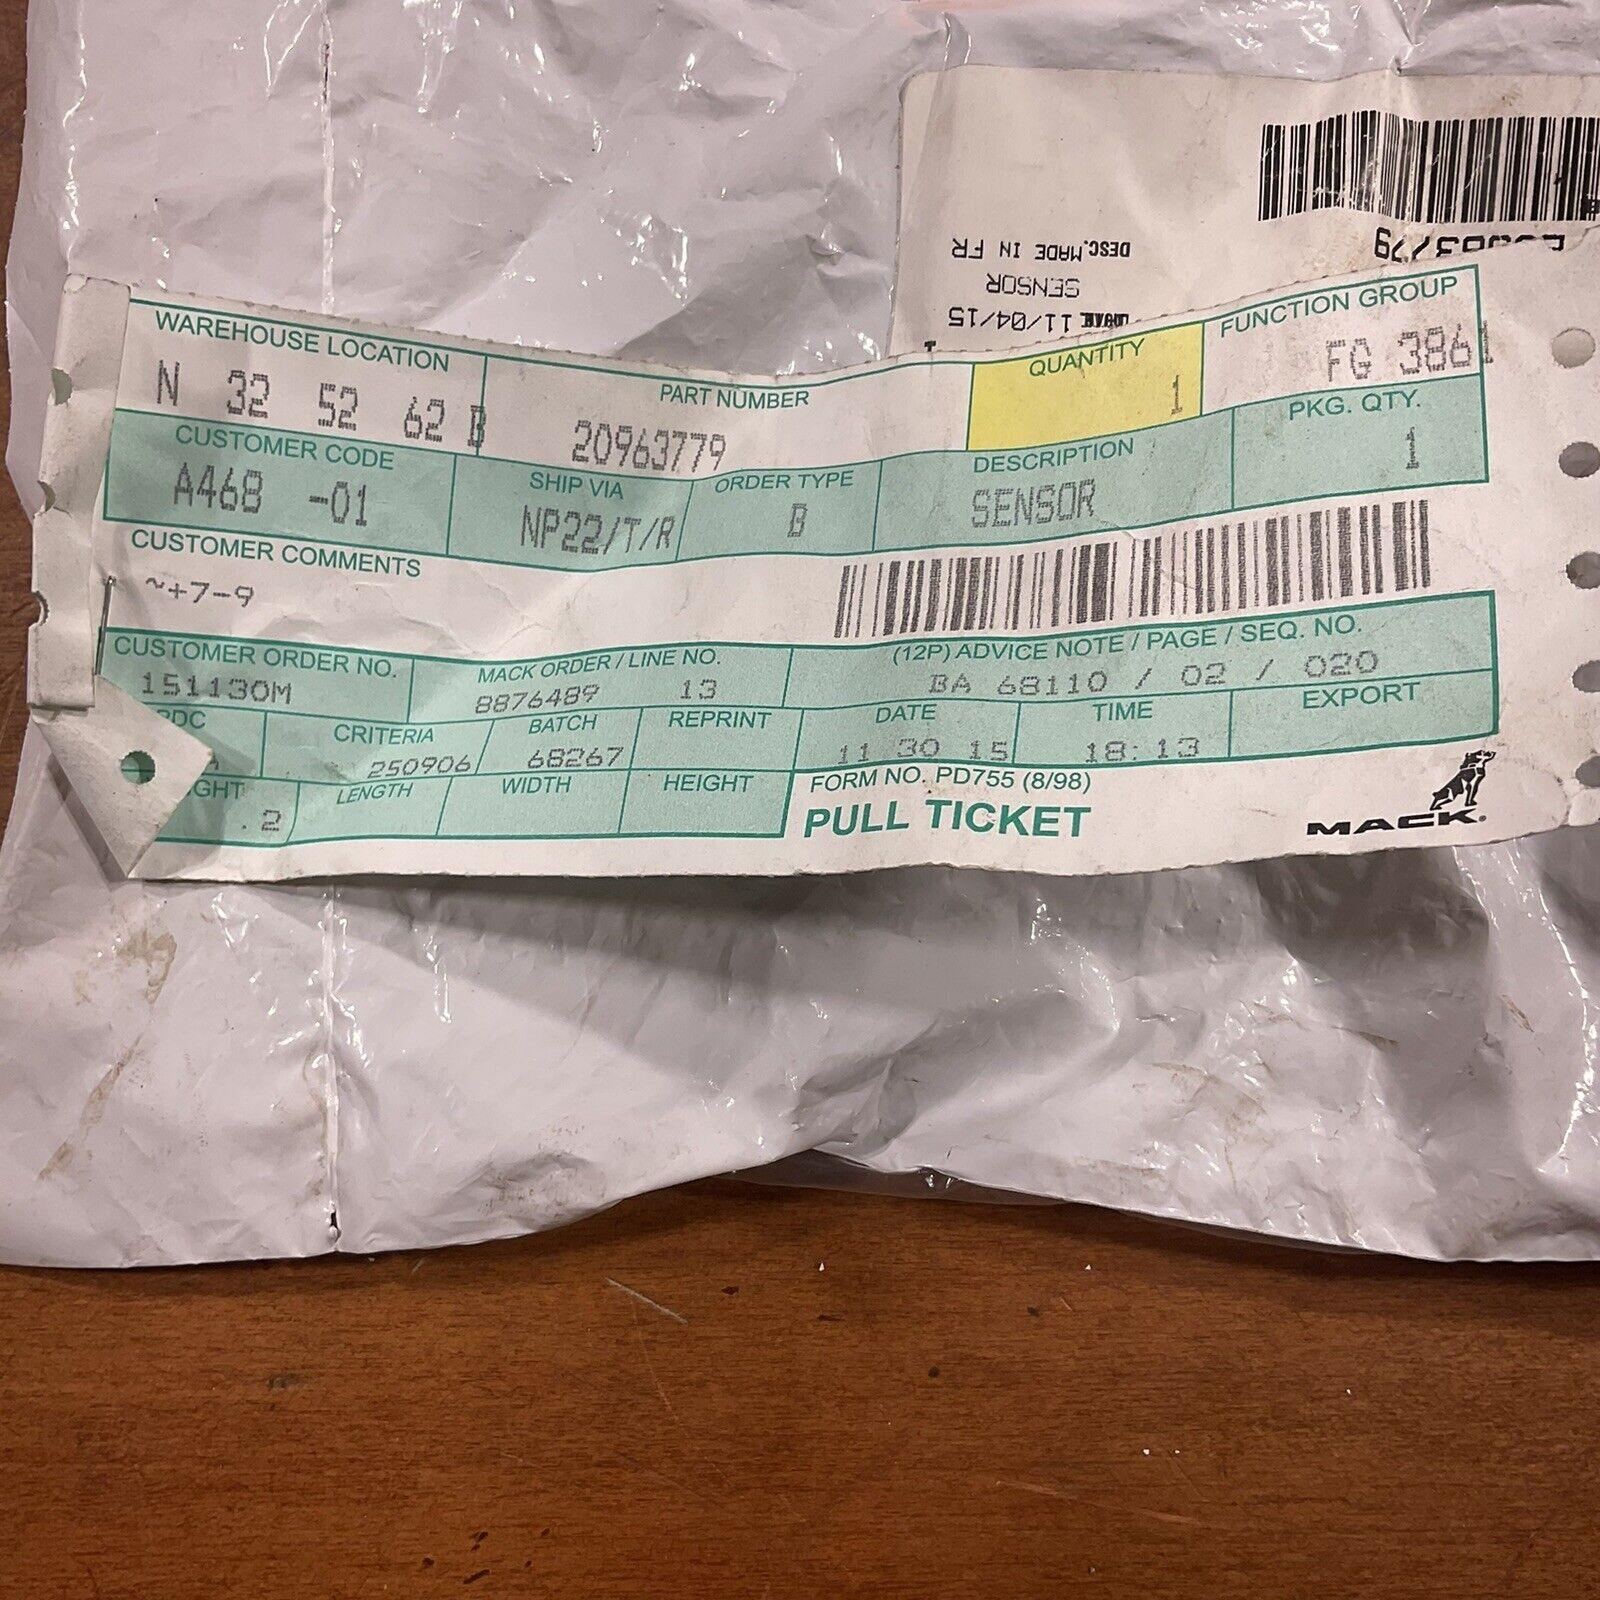 DESC.MADE IN FR
SENSOR
11/04/15
WAREHOUSE LOCATION
N 32 52 62 B
PART NUMBER
20963779
QUANTITY
1
FUNCTION GROUP
FG 3861
CUSTOMER CODE
A468 -01
SHIP VIA
NP22/T/R
ORDER TYPE
B
DESCRIPTION
SENSOR
PKG. QTY.
1
CUSTOMER COMMENTS
~+7-9
CUSTOMER ORDER NO.
151130M
MACK ORDER / LINE NO.
8876489 13
(12P) ADVICE NOTE / PAGE / SEQ. NO.
BA 68110 / 02 / 020
CRITERIA
250906
BATCH
68267
REPRINT
DATE
11 30 15
TIME
18:13
EXPORT
.2
LENGTH
WIDTH
HEIGHT
FORM NO. PD755 (8/98)
PULL TICKET
MACK